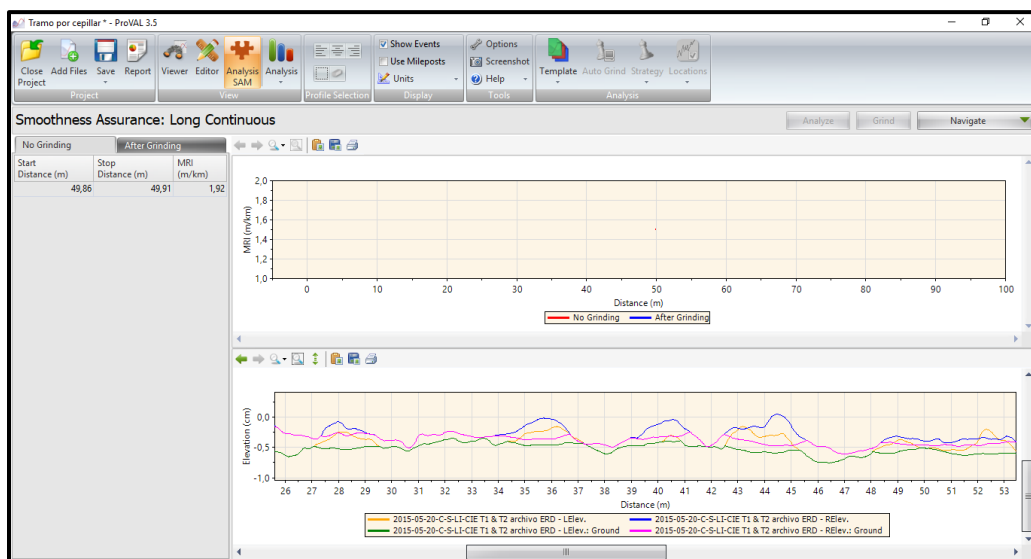 Tramo por cepillar * - ProVAL 3.5
Close Project Add Files Save Report Viewer Editor Analysis SAM Analysis
Show Events
Use Mileposts
Units
Options
Screenshot
Help
Template Auto Grind Strategy Locations
Project View Profile Selection Display Tools Analysis
Smoothness Assurance: Long Continuous
Analyze Grind Navigate
No Grinding After Grinding
Start Distance (m) Stop Distance (m) MRI (m/km)
49,86 49,91 1,92
MRI (m/km)
2,0
1,8
1,6
1,4
1,2
1,0
0 10 20 30 40 50 60 70 80 90 100
Distance (m)
No Grinding After Grinding
Elevation (cm)
0,0
-0,5
-1,0
26 27 28 29 30 31 32 33 34 35 36 37 38 39 40 41 42 43 44 45 46 47 48 49 50 51 52 53
Distance (m)
2015-05-20-C-S-LI-CIE T1 & T2 archivo ERD - LElev. 2015-05-20-C-S-LI-CIE T1 & T2 archivo ERD - RElev.
2015-05-20-C-S-LI-CIE T1 & T2 archivo ERD - LElev.: Ground 2015-05-20-C-S-LI-CIE T1 & T2 archivo ERD - RElev.: Ground